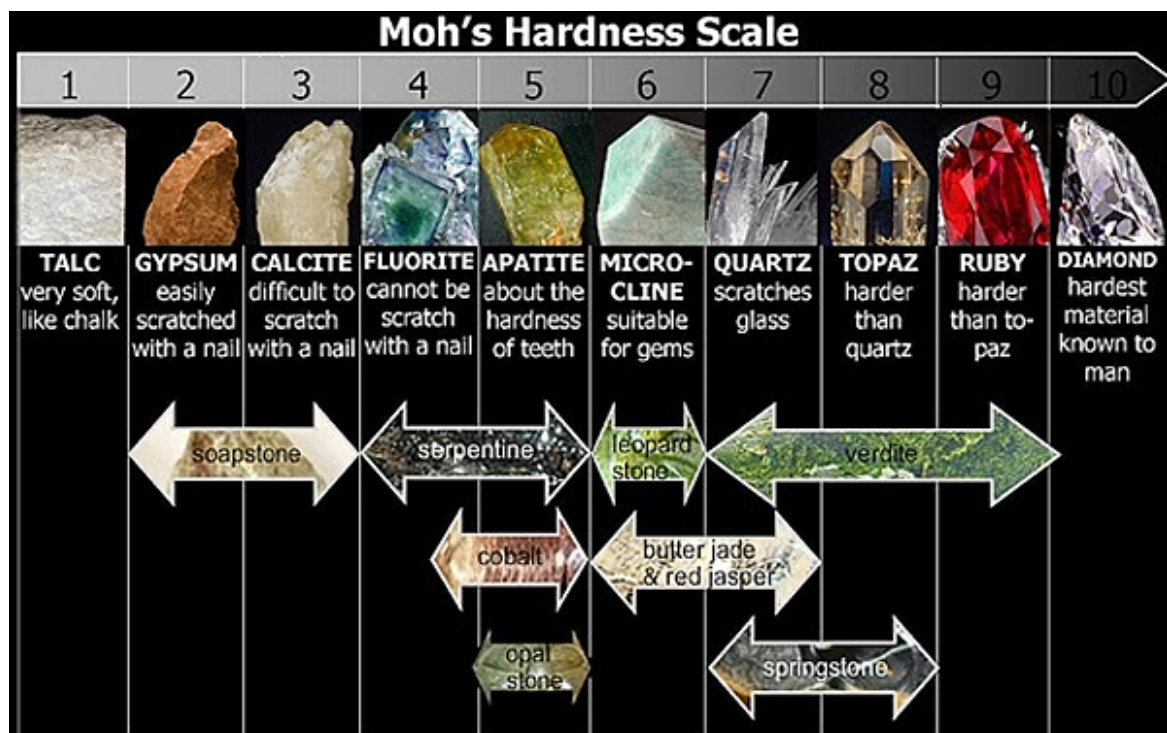 Moh's Hardness Scale
1 2 3 4 5 6 7 8 9 10
TALC
very soft,
like chalk
GYPSUM
easily
scratched
with a nail
CALCITE
difficult to
scratch
with a nail
FLUORITE
cannot be
scratch
with a nail
APATITE
about the
hardness
of teeth
MICRO-
CLINE
suitable
for gems
QUARTZ
scratches
glass
TOPAZ
harder
than
quartz
RUBY
harder
than to-
paz
DIAMOND
hardest
material
known to
man
soapstone
serpentine
leopard
stone
verdite
cobalt
butter jade
& red jasper
opal
stone
springstone